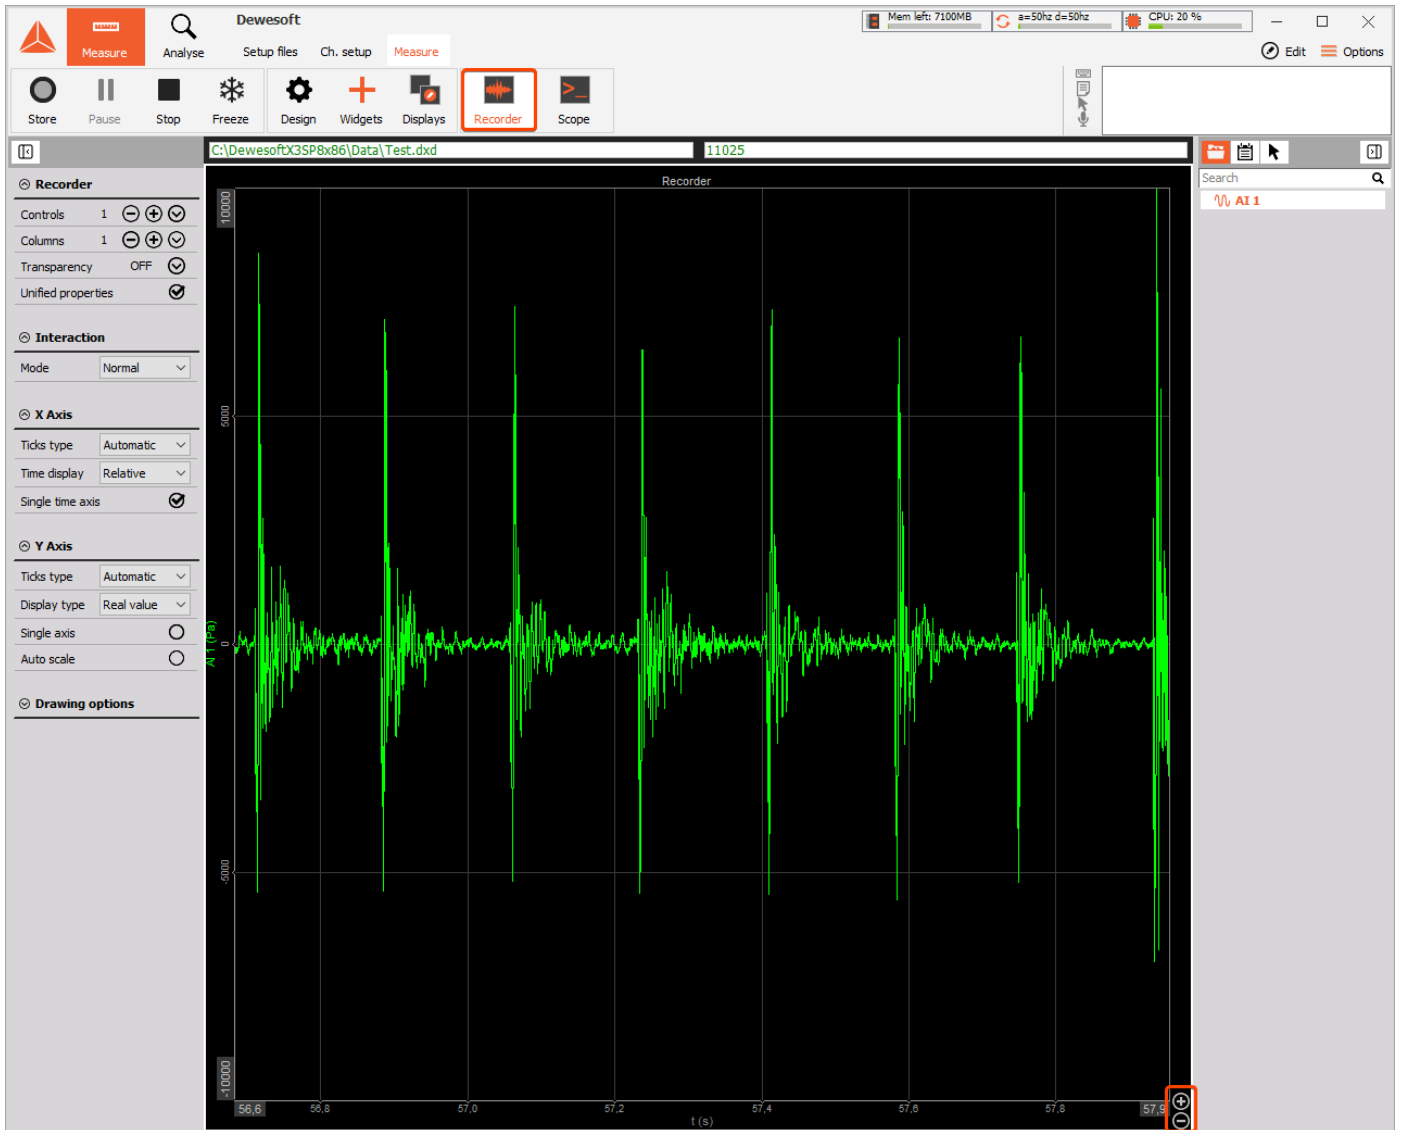 Dewesoft
Mem left: 7100MB
a=50hz d=50hz
CPU: 20 %
Measure
Analyse
Setup files
Ch. setup
Measure
Edit
Options
Store
Pause
Stop
Freeze
Design
Widgets
Displays
Recorder
Scope
C:\DewesoftX3SP8x86\Data\Test.dxd
11025
Recorder
Controls 1
Columns 1
Transparency OFF
Unified properties
Interaction
Mode Normal
X Axis
Ticks type Automatic
Time display Relative
Single time axis
Y Axis
Ticks type Automatic
Display type Real value
Single axis
Auto scale
Drawing options
Recorder
10000
5000
0
-5000
-10000
AI 1 (Pa)
56,6
56,8
57,0
57,2
57,4
57,6
57,8
57,9
t (s)
Search
AI 1